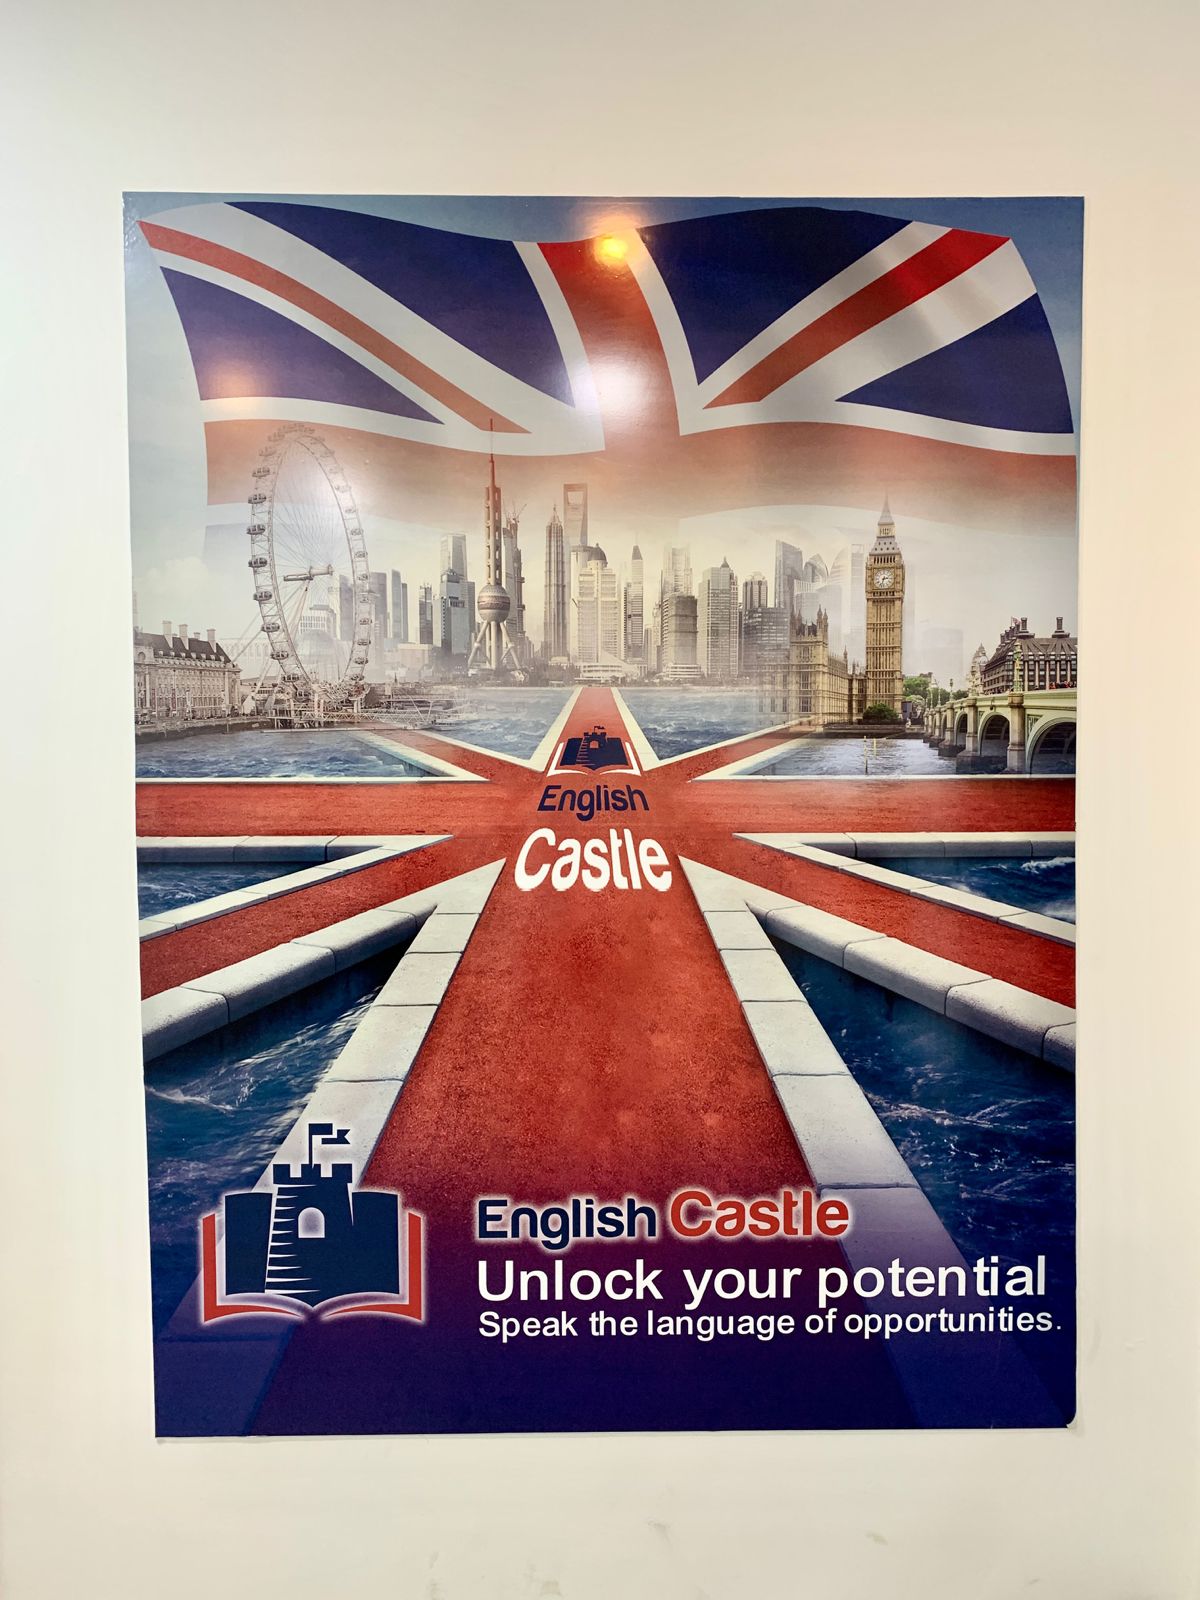 English
Castle
English Castle
Unlock your potential
Speak the language of opportunities.